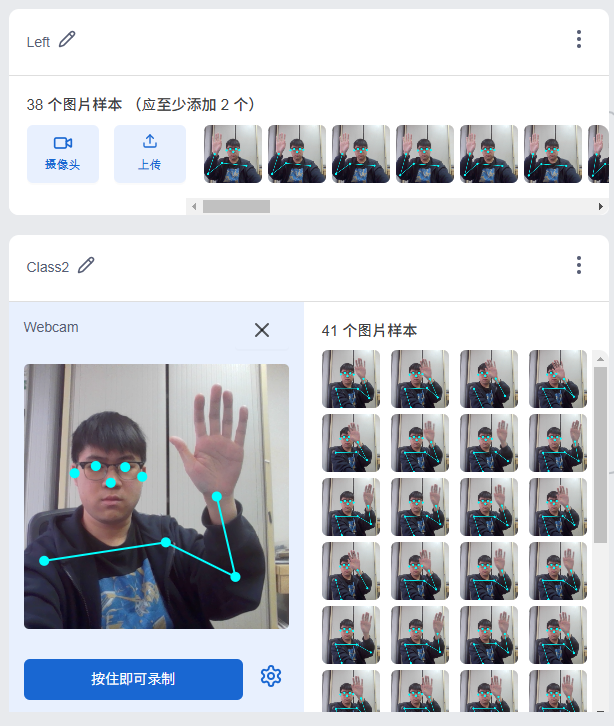 Left
38 个图片样本 （应至少添加 2 个）
摄像头
上传
Class2
Webcam
41 个图片样本
按住即可录制